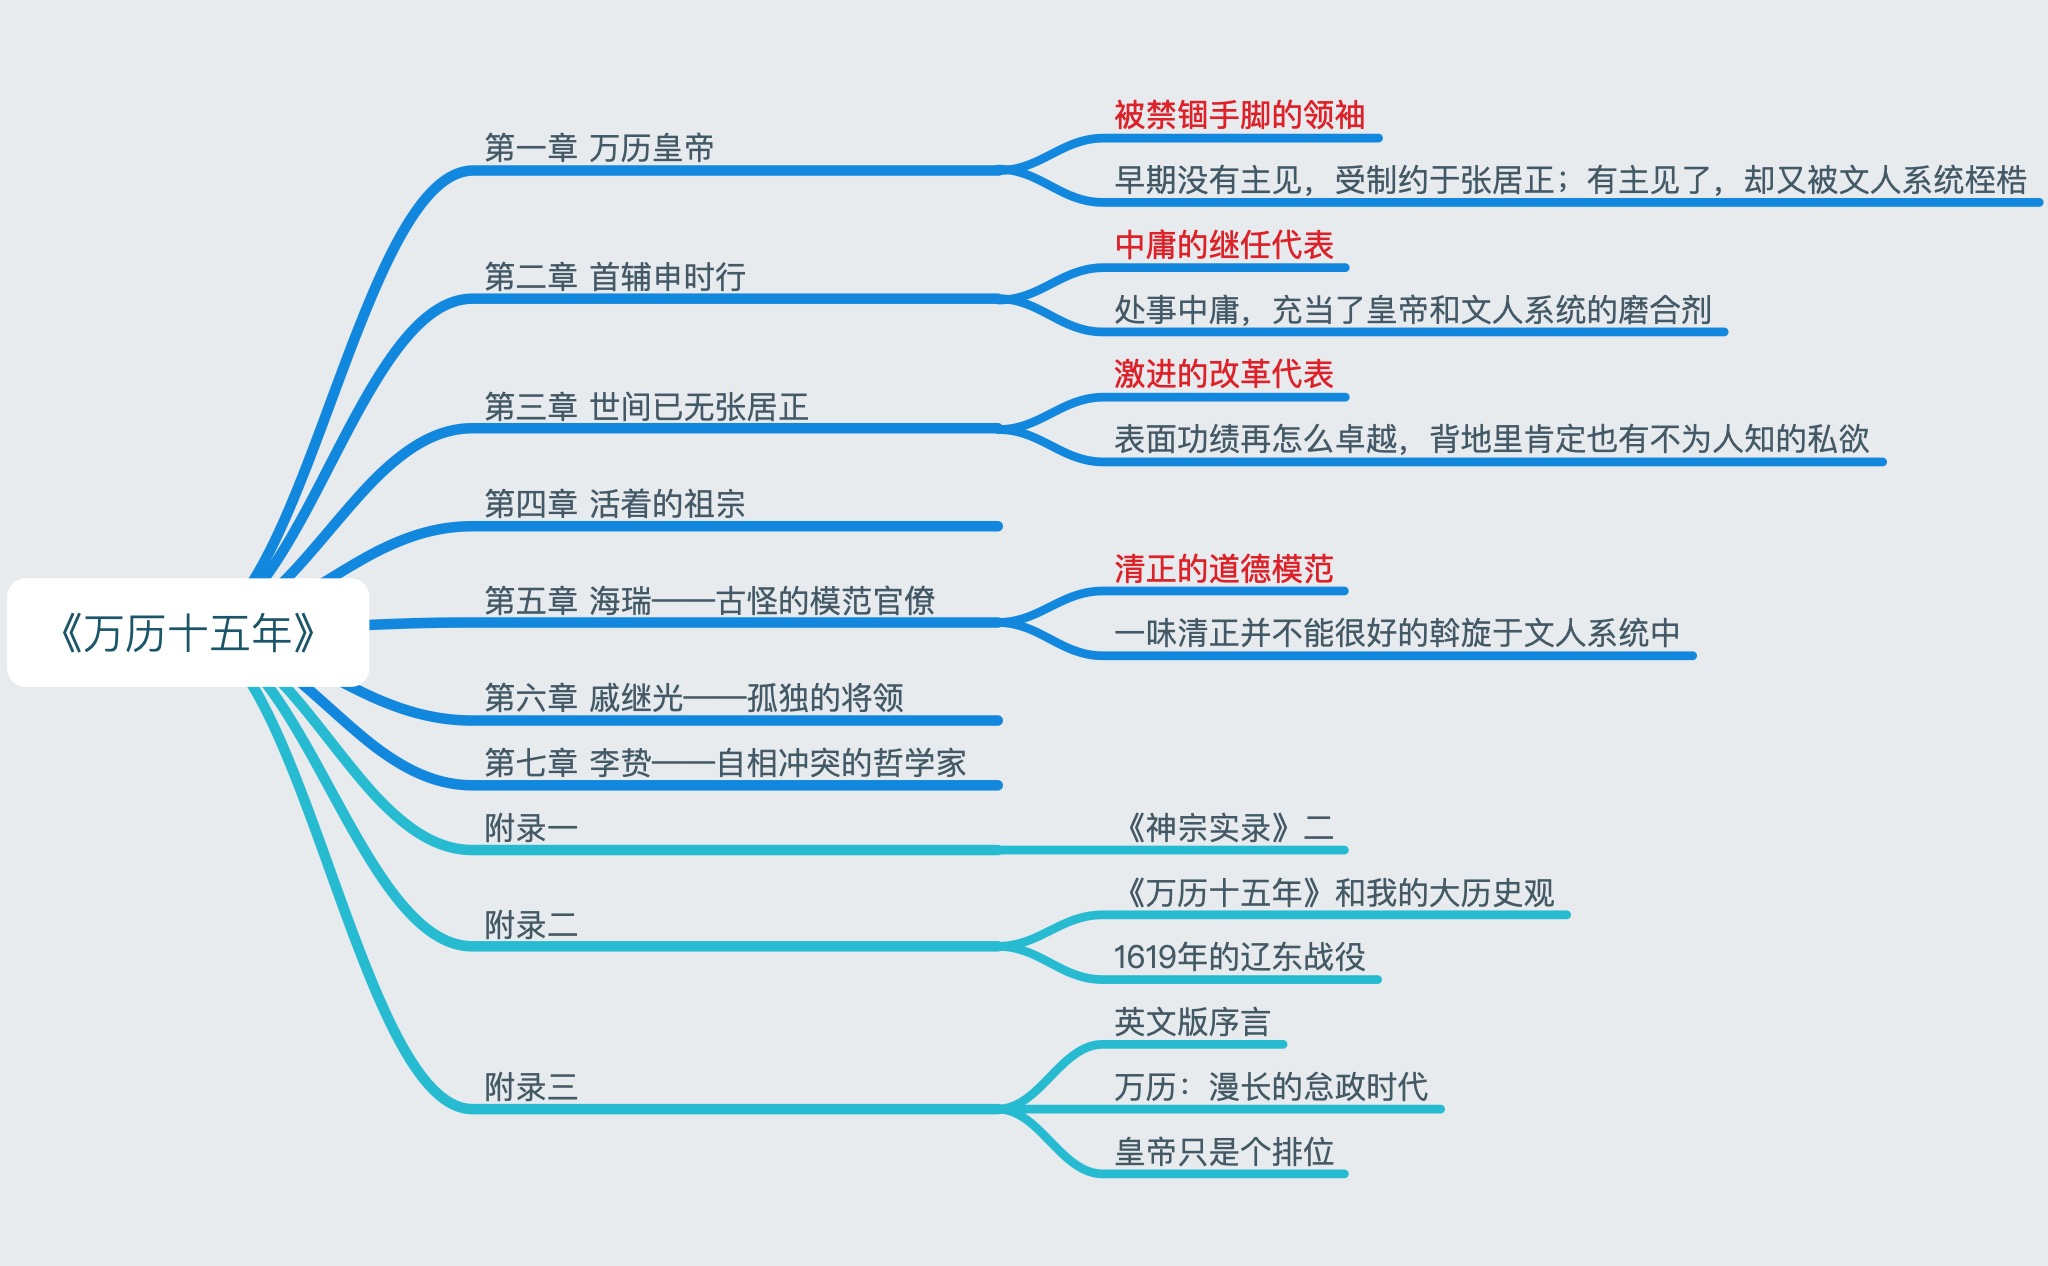 《万历十五年》
第一章 万历皇帝
被禁锢手脚的领袖
早期没有主见，受制约于张居正；有主见了，却又被文人系统桎梏
第二章 首辅申时行
中庸的继任代表
处事中庸，充当了皇帝和文人系统的磨合剂
第三章 世间已无张居正
激进的改革代表
表面功绩再怎么卓越，背地里肯定也有不为人知的私欲
第四章 活着的祖宗
第五章 海瑞——古怪的模范官僚
清正的道德模范
一味清正并不能很好的斡旋于文人系统中
第六章 戚继光——孤独的将领
第七章 李贽——自相冲突的哲学家
附录一
《神宗实录》二
附录二
《万历十五年》和我的大历史观
1619年的辽东战役
附录三
英文版序言
万历：漫长的怠政时代
皇帝只是个排位